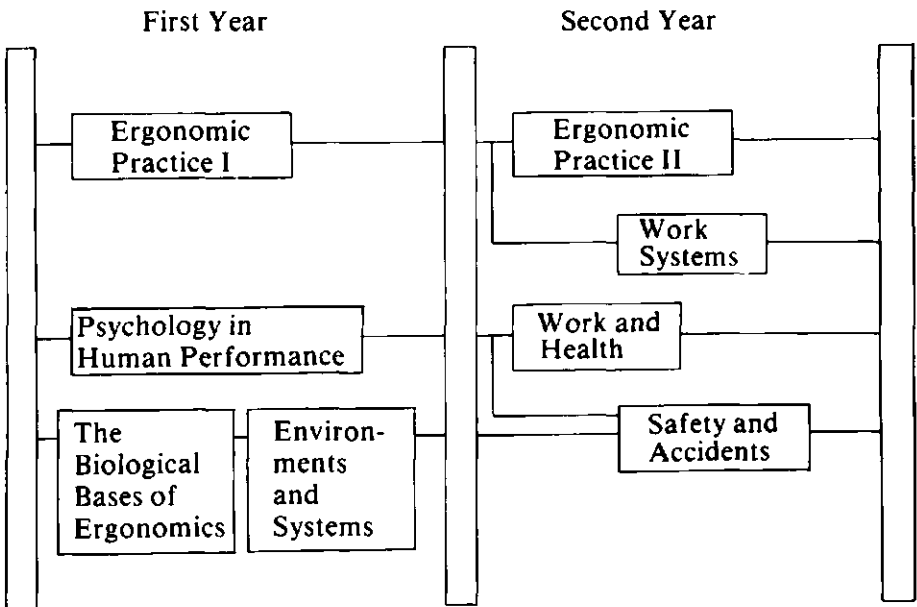 First Year
Second Year
Ergonomic
Practice I
Ergonomic
Practice II
Work
Systems
Psychology in
Human Performance
Work and
Health
The
Biological
Bases of
Ergonomics
Environ-
ments
and
Systems
Safety and
Accidents